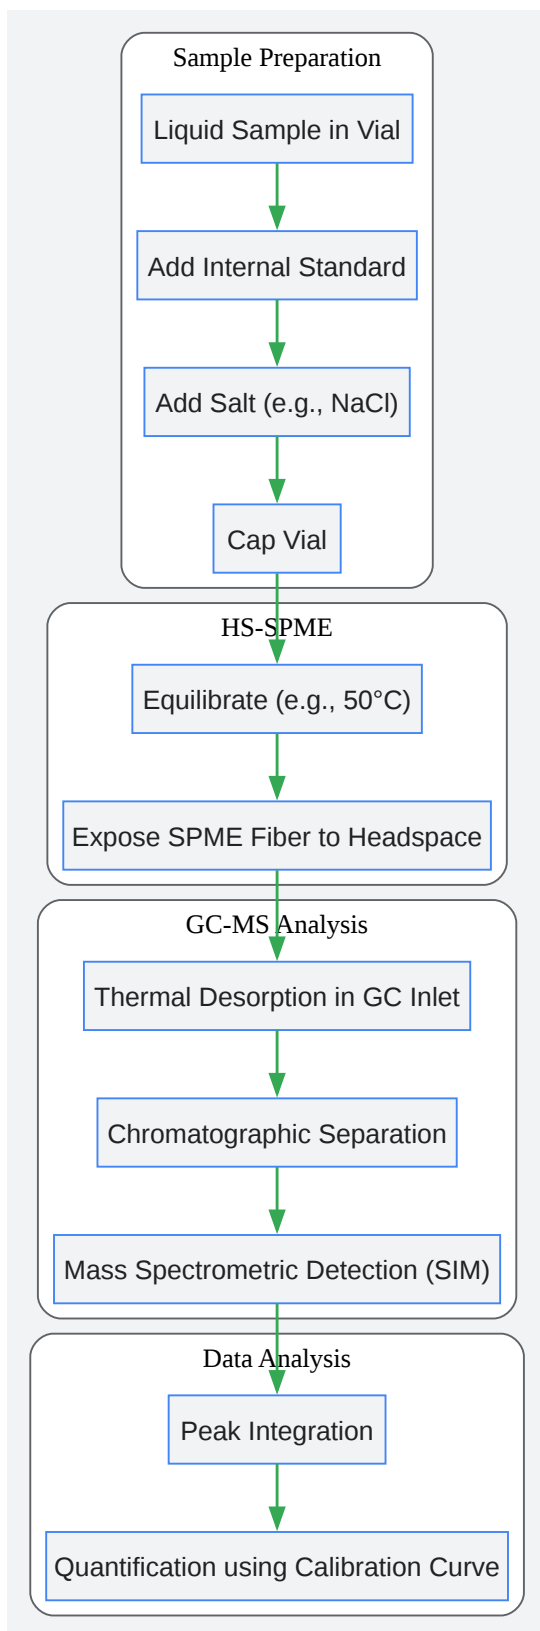 Sample Preparation
Liquid Sample in Vial
Add Internal Standard
Add Salt (e.g., NaCl)
Cap Vial
HS-SPME
Equilibrate (e.g., 50°C)
Expose SPME Fiber to Headspace
GC-MS Analysis
Thermal Desorption in GC Inlet
Chromatographic Separation
Mass Spectrometric Detection (SIM)
Data Analysis
Peak Integration
Quantification using Calibration Curve